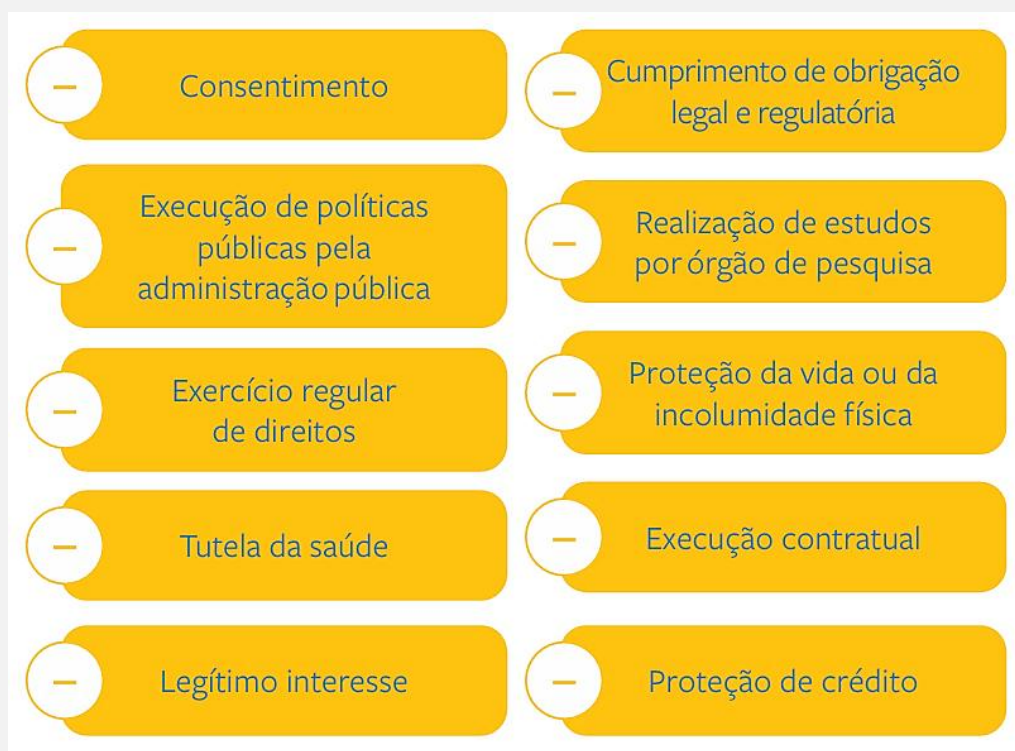 Consentimento
Cumprimento de obrigação
legal e regulatória
Execução de políticas
públicas pela
administração pública
Realização de estudos
por órgão de pesquisa
Exercício regular
de direitos
Proteção da vida ou da
incolumidade física
Tutela da saúde
Execução contratual
Legítimo interesse
Proteção de crédito